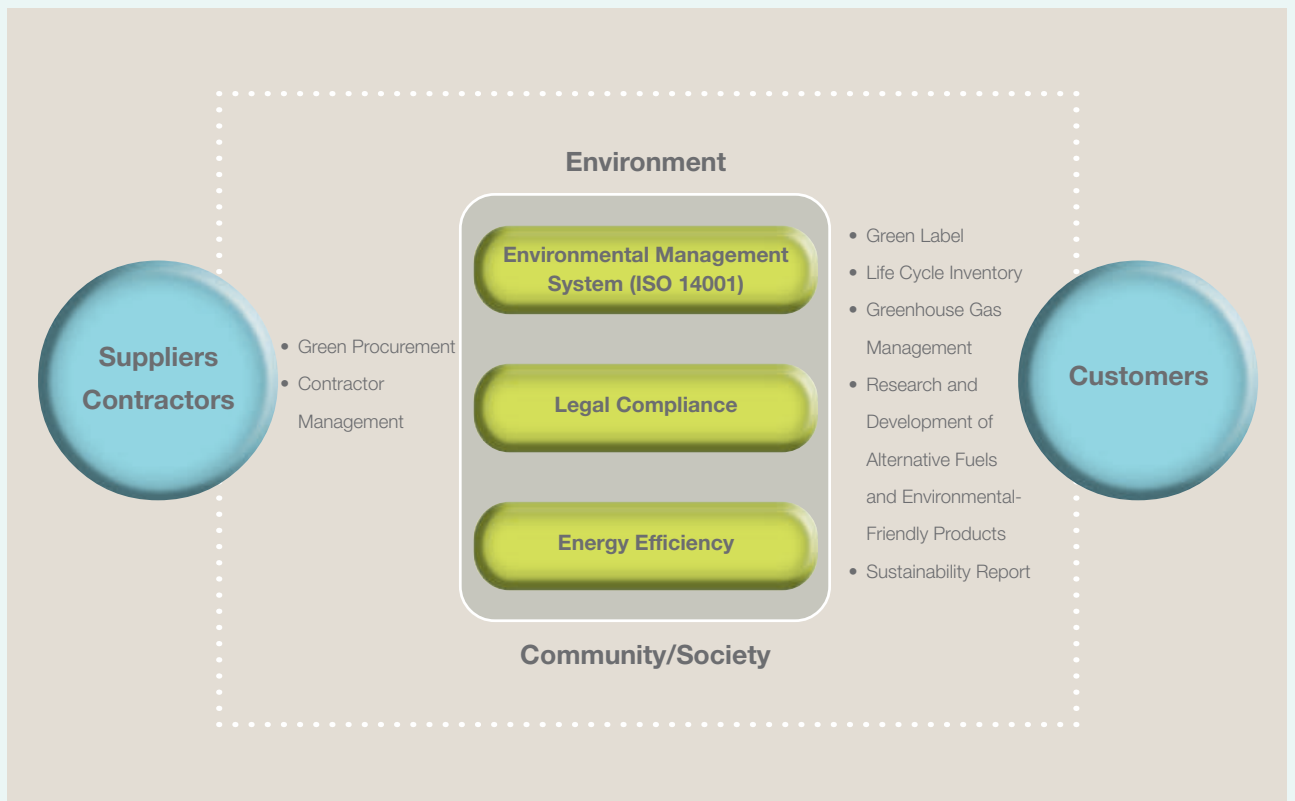 Environment
Environmental Management
System (ISO 14001)
Legal Compliance
Energy Efficiency
Community/Society
Suppliers
Contractors
• Green Procurement
• Contractor
Management
• Green Label
• Life Cycle Inventory
• Greenhouse Gas
Management
• Research and
Development of
Alternative Fuels
and Environmental-
Friendly Products
• Sustainability Report
Customers